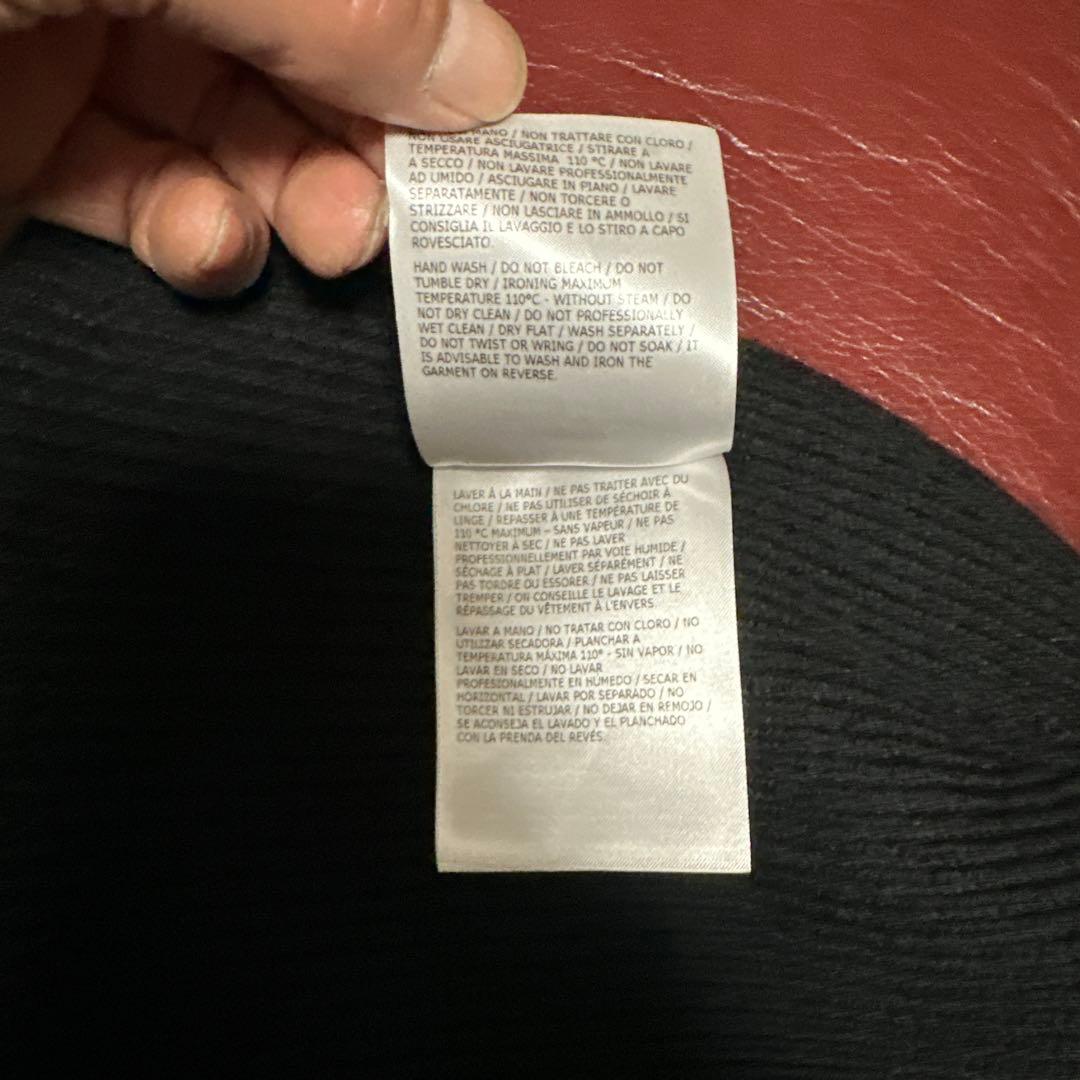 MANO / NON TRATTARE CON CLORO /
NON USARE ASCIUGATRICE / STIRARE A
TEMPERATURA MASSIMA 110 °C / NON LAVARE
A SECCO / NON LAVARE PROFESSIONALMENTE
AD UMIDO / ASCIUGARE IN PIANO / LAVARE
SEPARATAMENTE / NON TORCERE O
STRIZZARE / NON LASCIARE IN AMMOLLO / SI
CONSIGLIA IL LAVAGGIO E LO STIRO A CAPO
ROVESCIATO.
HAND WASH / DO NOT BLEACH / DO NOT
TUMBLE DRY / IRONING MAXIMUM
TEMPERATURE 110°C - WITHOUT STEAM / DO
NOT DRY CLEAN / DO NOT PROFESSIONALLY
WET CLEAN / DRY FLAT / WASH SEPARATELY /
DO NOT TWIST OR WRING / DO NOT SOAK / IT
IS ADVISABLE TO WASH AND IRON THE
GARMENT ON REVERSE.
LAVER À LA MAIN / NE PAS TRAITER AVEC DU
CHLORE / NE PAS UTILISER DE SÉCHOIR À
LINGE / REPASSER À UNE TEMPÉRATURE DE
110 °C MAXIMUM – SANS VAPEUR / NE PAS
NETTOYER À SEC / NE PAS LAVER
PROFESSIONNELLEMENT PAR VOIE HUMIDE /
SÉCHAGE À PLAT / LAVER SÉPARÉMENT / NE
PAS TORDRE OU ESSORER / NE PAS LAISSER
TREMPER / ON CONSEILLE LE LAVAGE ET LE
RÉPASSAGE DU VÊTEMENT À L'ENVERS.
LAVAR A MANO / NO TRATAR CON CLORO / NO
UTILIZAR SECADORA / PLANCHAR A
TEMPERATURA MÁXIMA 110° - SIN VAPOR / NO
LAVAR EN SECO / NO LAVAR
PROFESIONALMENTE EN HÚMEDO / SECAR EN
HORIZONTAL / LAVAR POR SEPARADO / NO
TORCER NI ESTRUJAR / NO DEJAR EN REMOJO /
SE ACONSEJA EL LAVADO Y EL PLANCHADO
CON LA PRENDA DEL REVÉS.